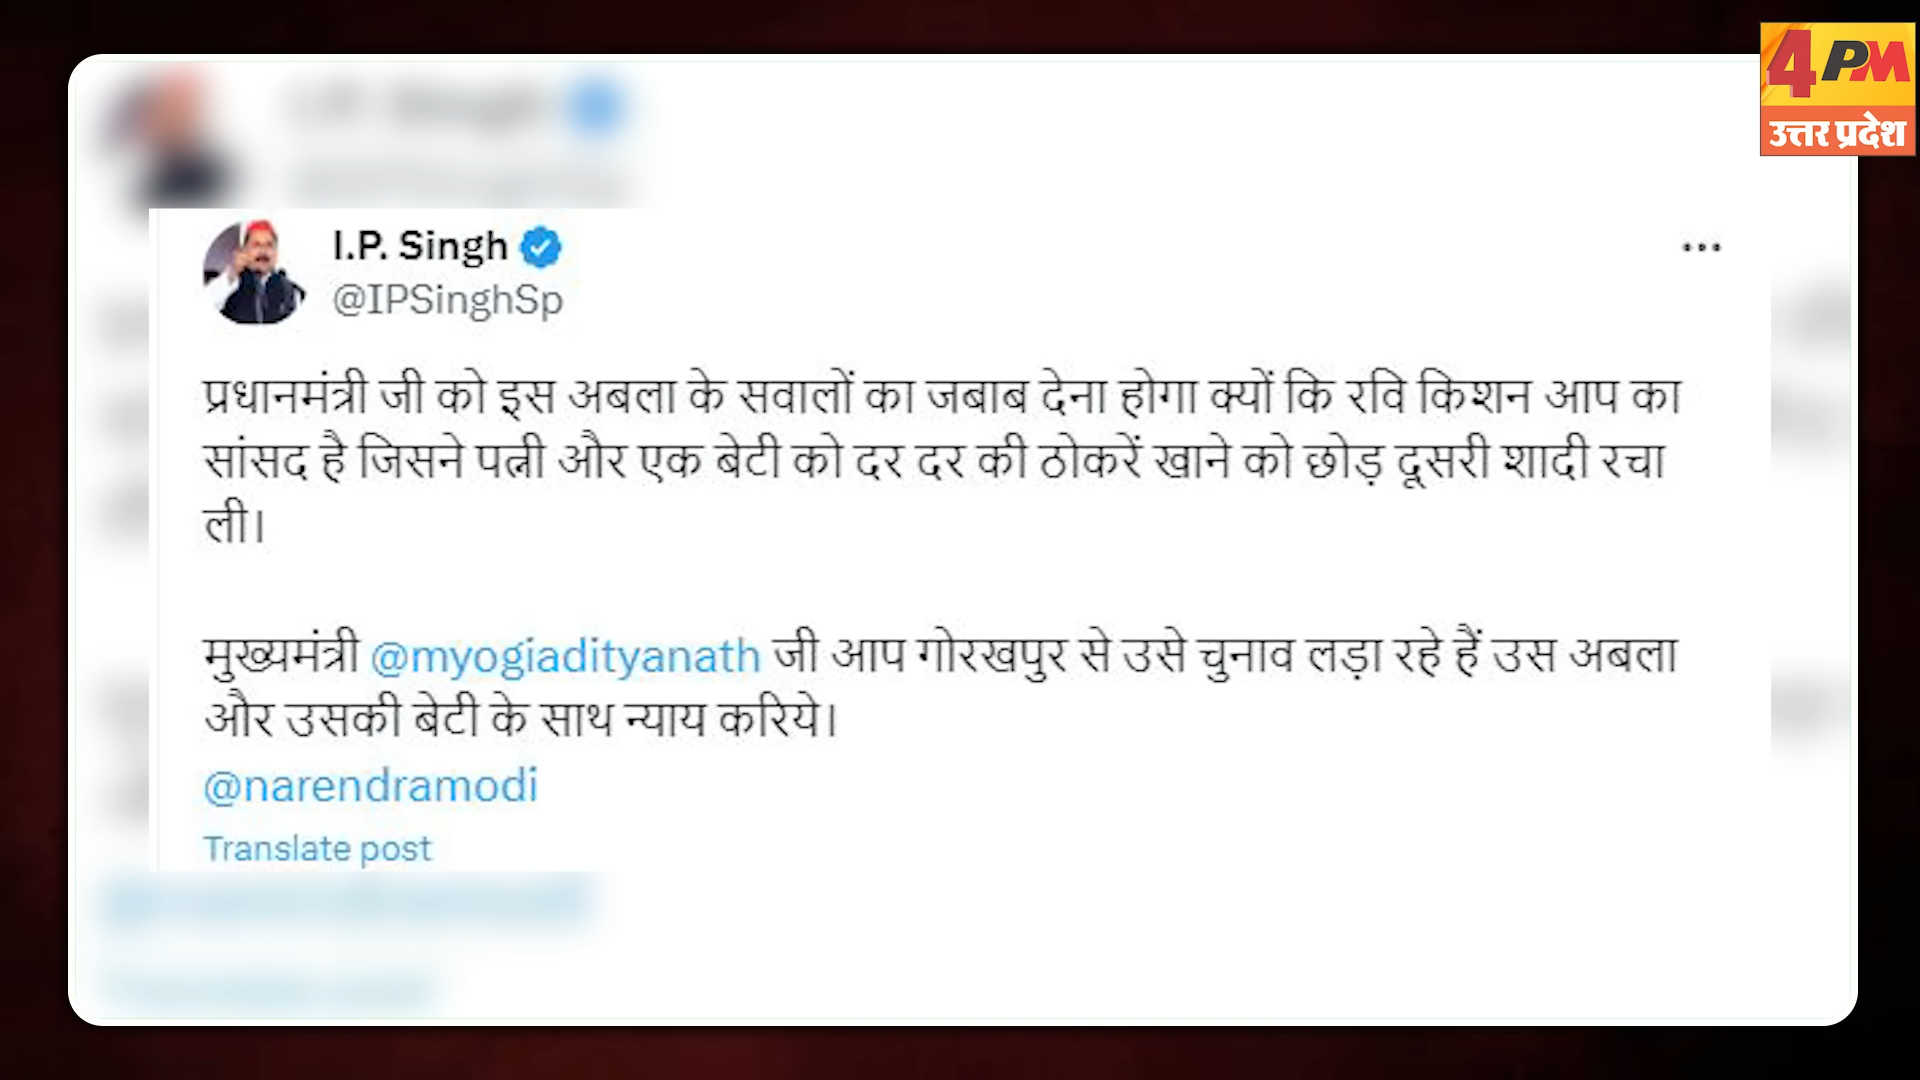 4PM
उत्तर प्रदेश
I.P. Singh
@IPSinghSp
प्रधानमंत्री जी को इस अबला के सवालों का जबाब देना होगा क्यों कि रवि किशन आप का
सांसद है जिसने पत्नी और एक बेटी को दर दर की ठोकरें खाने को छोड़ दूसरी शादी रचा
ली।
मुख्यमंत्री @myogiadityanath जी आप गोरखपुर से उसे चुनाव लड़ा रहे हैं उस अबला
और उसकी बेटी के साथ न्याय करिये।
@narendramodi
Translate post